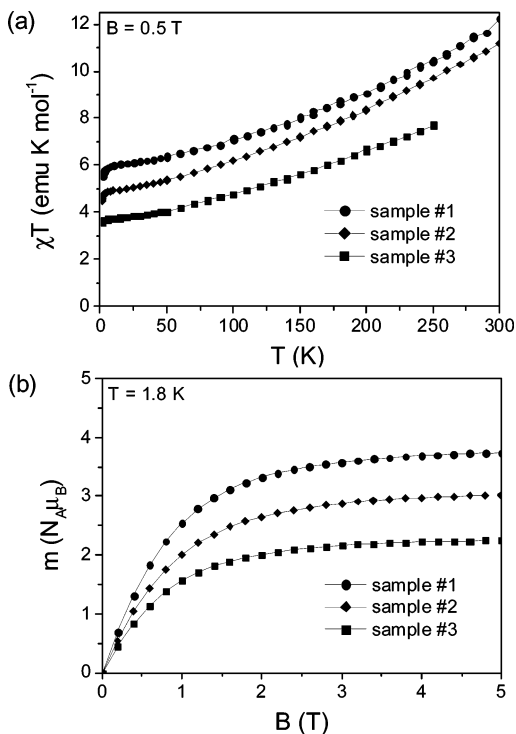 (a)
B = 0.5 T
12
10
8
6
4
2
0
χT (emu K mol⁻¹)
sample #1
sample #2
sample #3
0 50 100 150 200 250 300
T (K)
(b)
T = 1.8 K
5
4
3
2
1
0
m (N_Aμ_B)
sample #1
sample #2
sample #3
0 1 2 3 4 5
B (T)